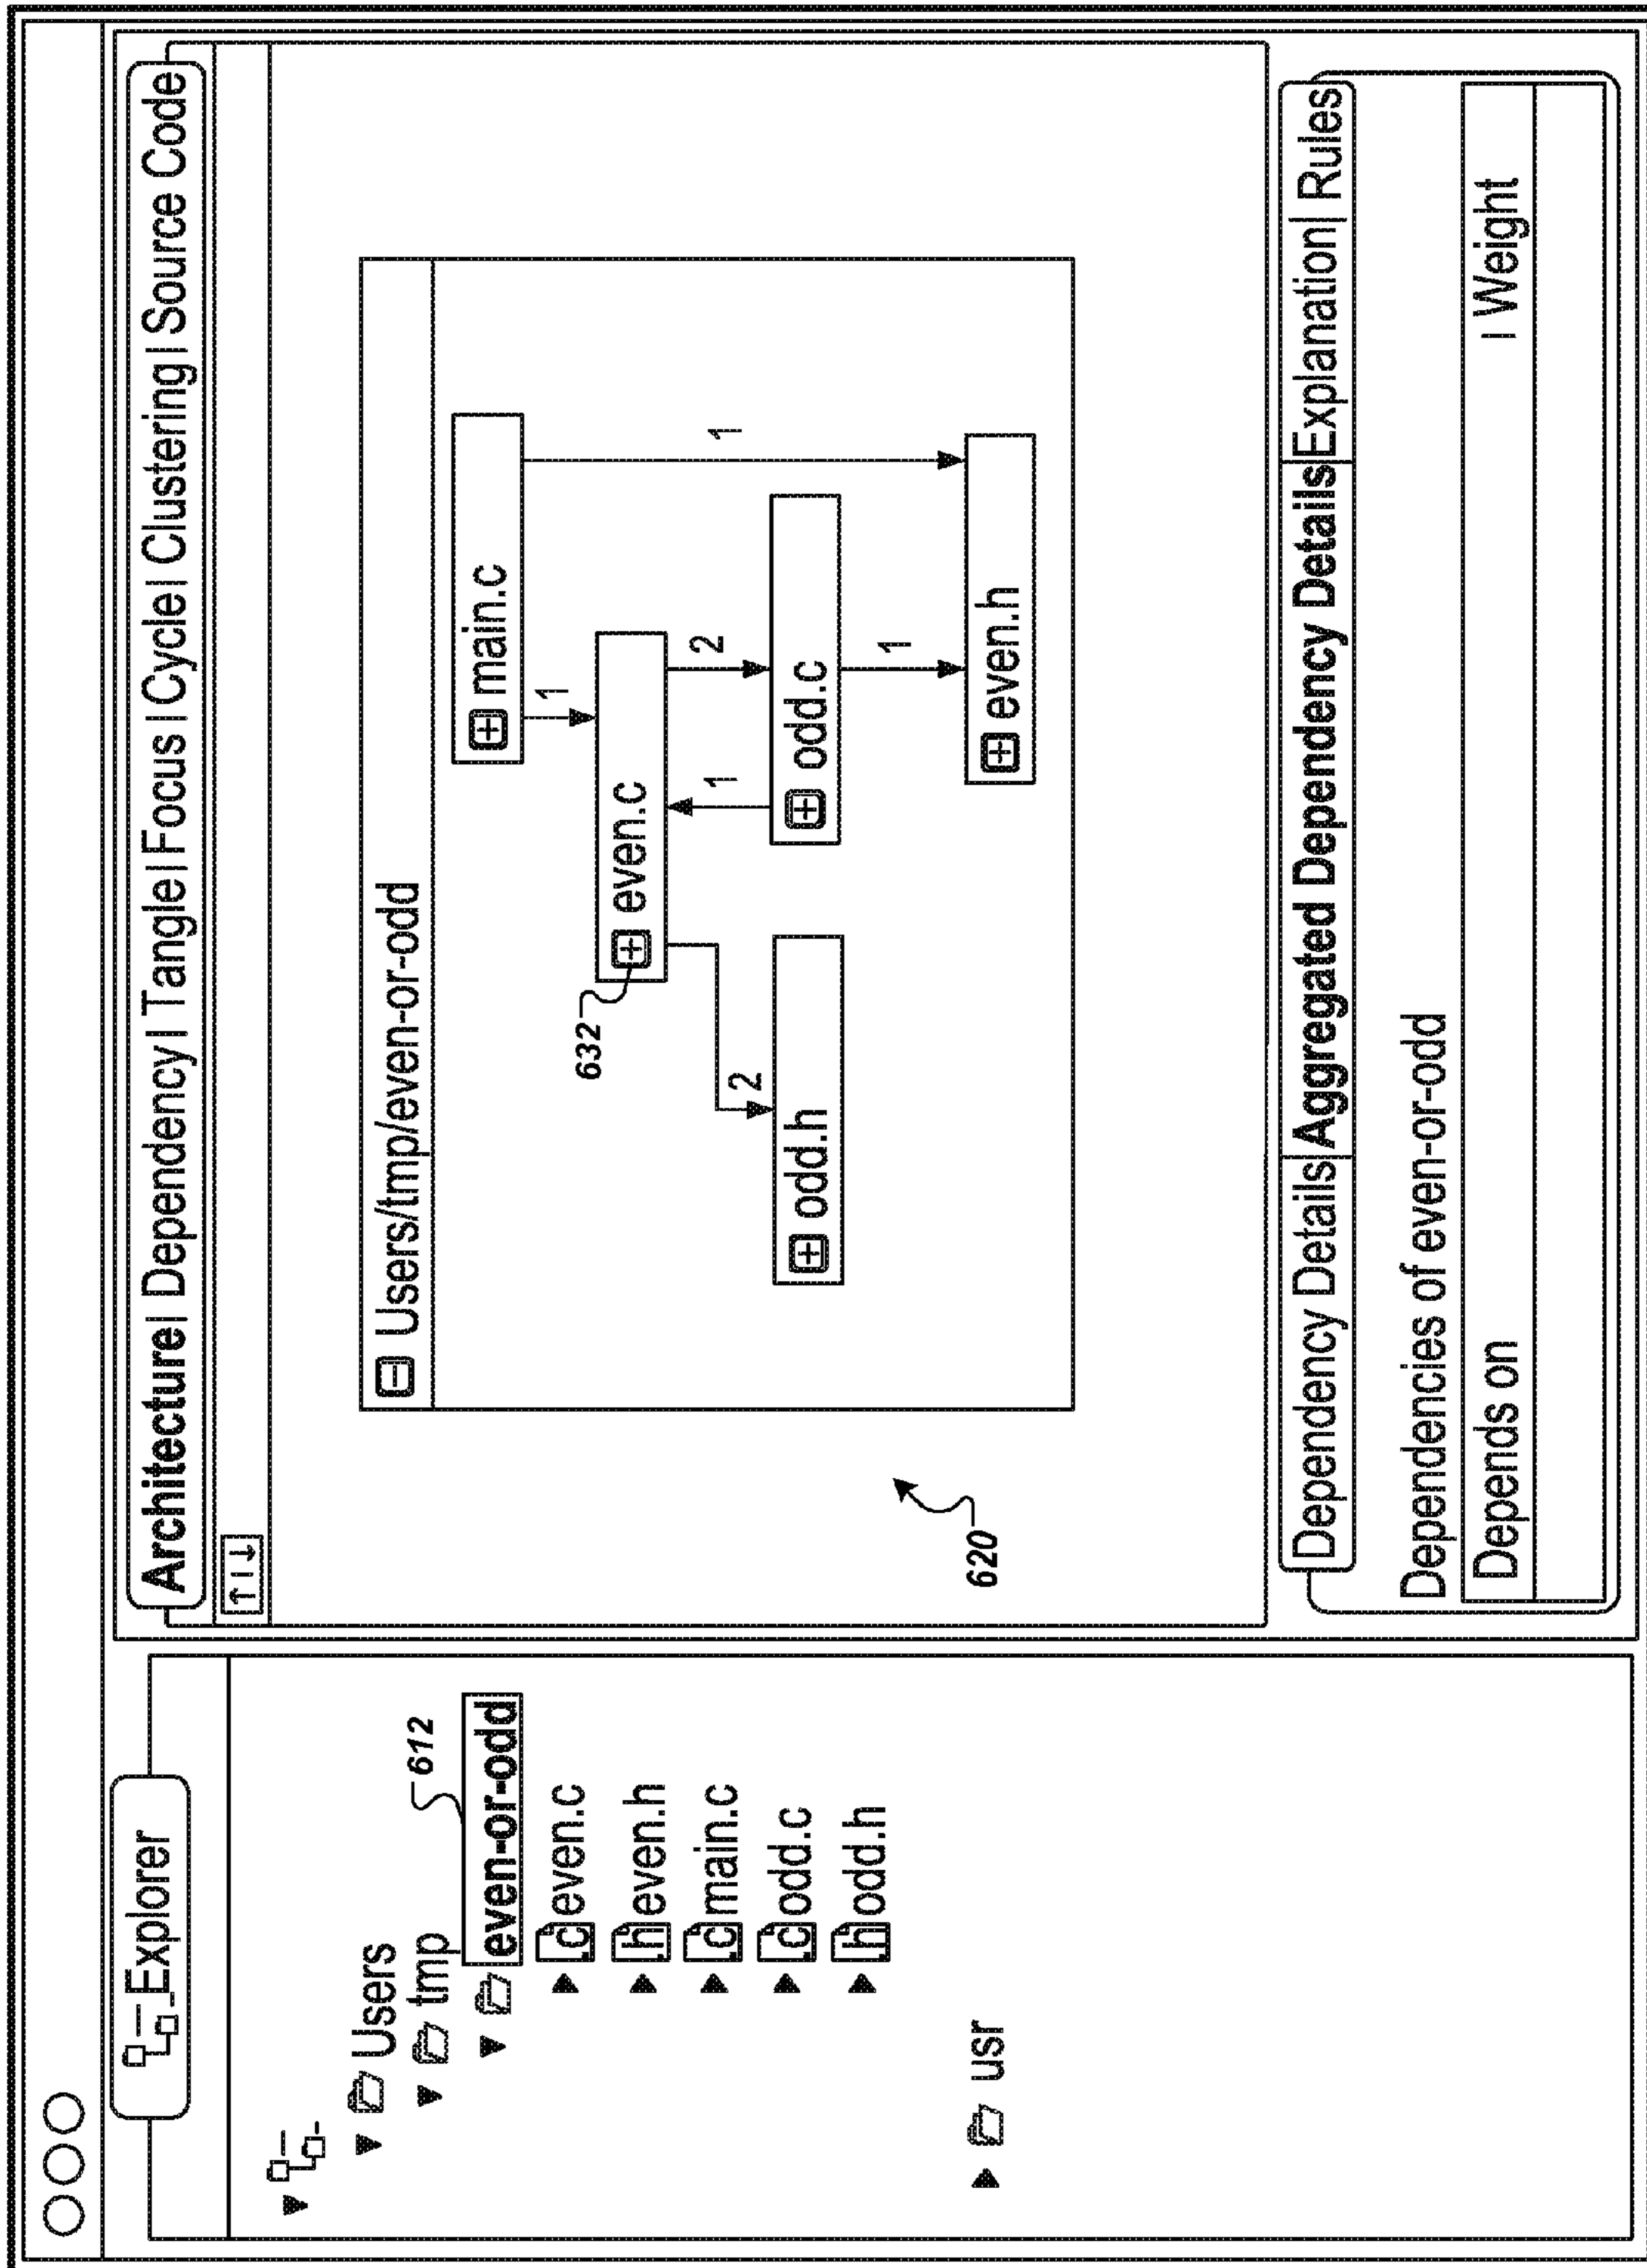 Explorer
Users
tmp
612
even-or-odd
.c even.c
.h even.h
.c main.c
.c odd.c
.h odd.h
usr
Architecture | Dependency | Tangle | Focus | Cycle | Clustering | Source Code
Users/tmp/even-or-odd
main.c
1
1
632
even.c
2
1
2
odd.h
odd.c
1
even.h
620
Dependency Details | Aggregated Dependency Details | Explanation | Rules
Dependencies of even-or-odd
Depends on | Weight